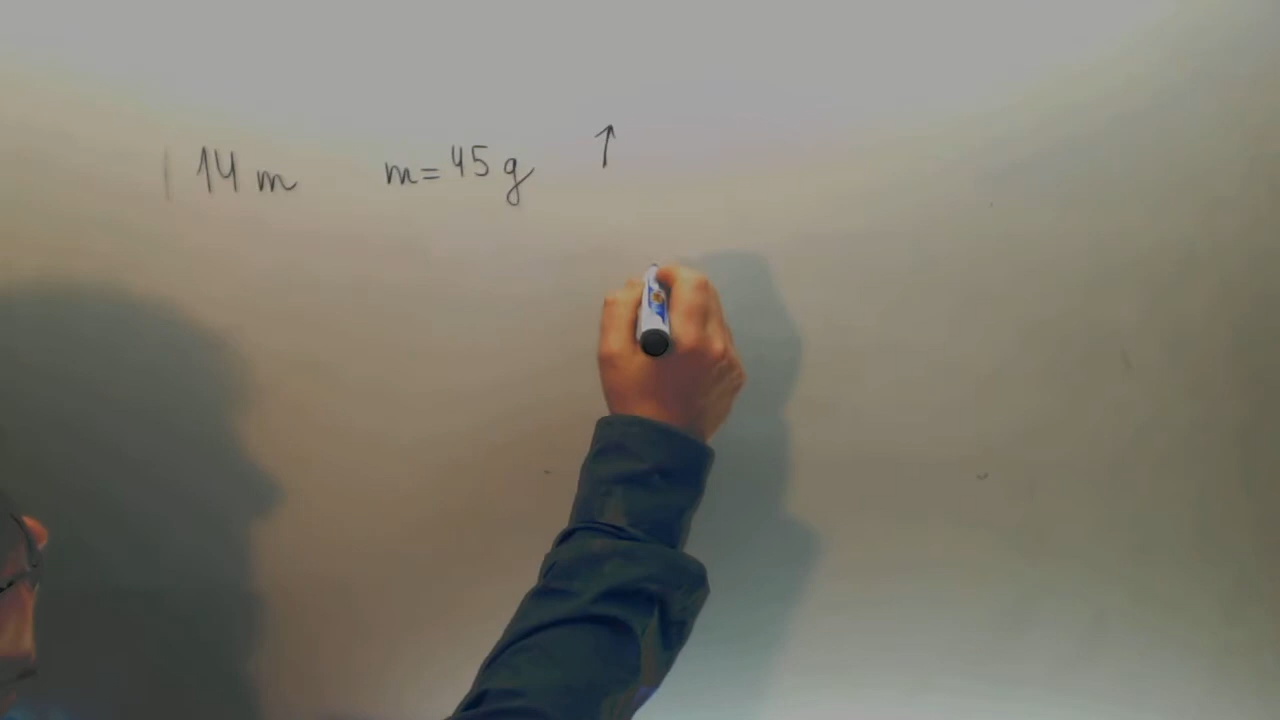 14 m m = 45 g ↑